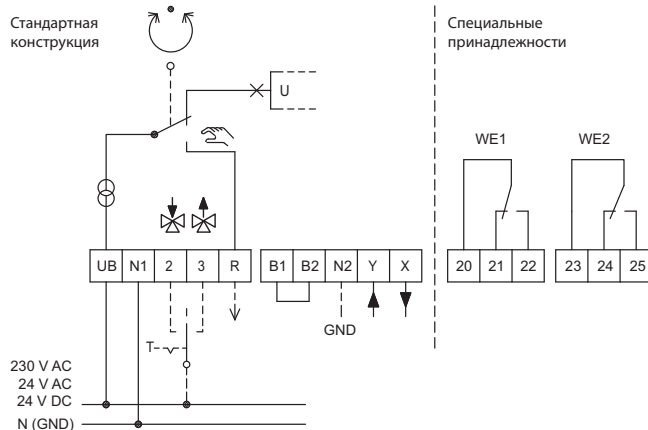 Стандартная
конструкция
Специальные
принадлежности
U
WE1
WE2
UB N1 2 3 R
B1 B2 N2 Y X
20 21 22
23 24 25
GND
T
230 V AC
24 V AC
24 V DC
N (GND)